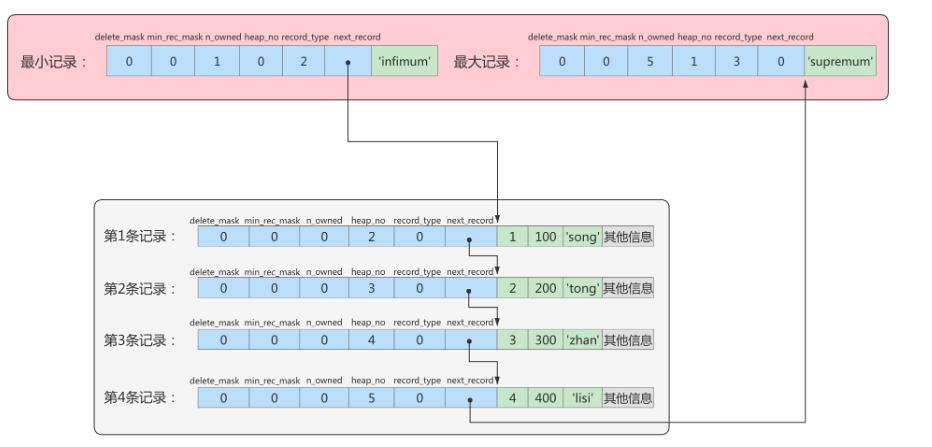 delete_mask min_rec_mask n_owned heap_no record_type next_record delete_mask min_rec_mask n_owned heap_no record_type next_record
最小记录： 0 0 1 0 2 'infimum' 最大记录： 0 0 5 1 3 0 'supremum'
delete_mask min_rec_mask n_owned heap_no record_type next_record
第1条记录： 0 0 0 2 0 1 100 'song' 其他信息
delete_mask min_rec_mask n_owned heap_no record_type next_record
第2条记录： 0 0 0 3 0 2 200 'tong' 其他信息
delete_mask min_rec_mask n_owned heap_no record_type next_record
第3条记录： 0 0 0 4 0 3 300 'zhan' 其他信息
delete_mask min_rec_mask n_owned heap_no record_type next_record
第4条记录： 0 0 0 5 0 4 400 'lisi' 其他信息